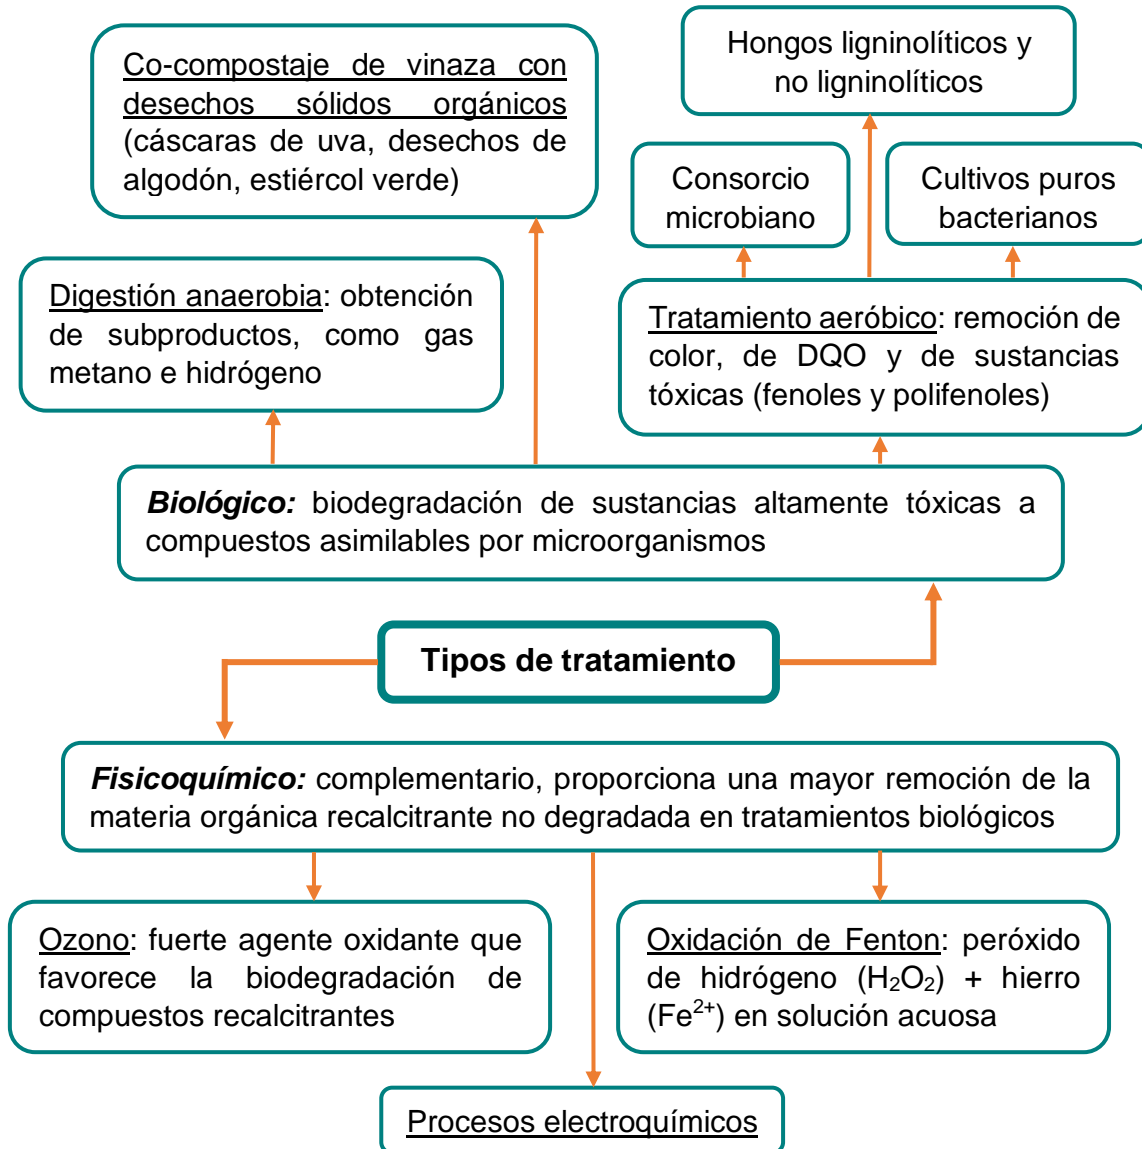 Hongos ligninolíticos y
no ligninolíticos
Co-compostaje de vinaza con
desechos sólidos orgánicos
(cáscaras de uva, desechos de
algodón, estiércol verde)
Consorcio
microbiano
Cultivos puros
bacterianos
Digestión anaerobia: obtención
de subproductos, como gas
metano e hidrógeno
Tratamiento aeróbico: remoción de
color, de DQO y de sustancias
tóxicas (fenoles y polifenoles)
Biológico: biodegradación de sustancias altamente tóxicas a
compuestos asimilables por microorganismos
Tipos de tratamiento
Fisicoquímico: complementario, proporciona una mayor remoción de la
materia orgánica recalcitrante no degradada en tratamientos biológicos
Ozono: fuerte agente oxidante que
favorece la biodegradación de
compuestos recalcitrantes
Oxidación de Fenton: peróxido
de hidrógeno (H₂O₂) + hierro
(Fe²⁺) en solución acuosa
Procesos electroquímicos